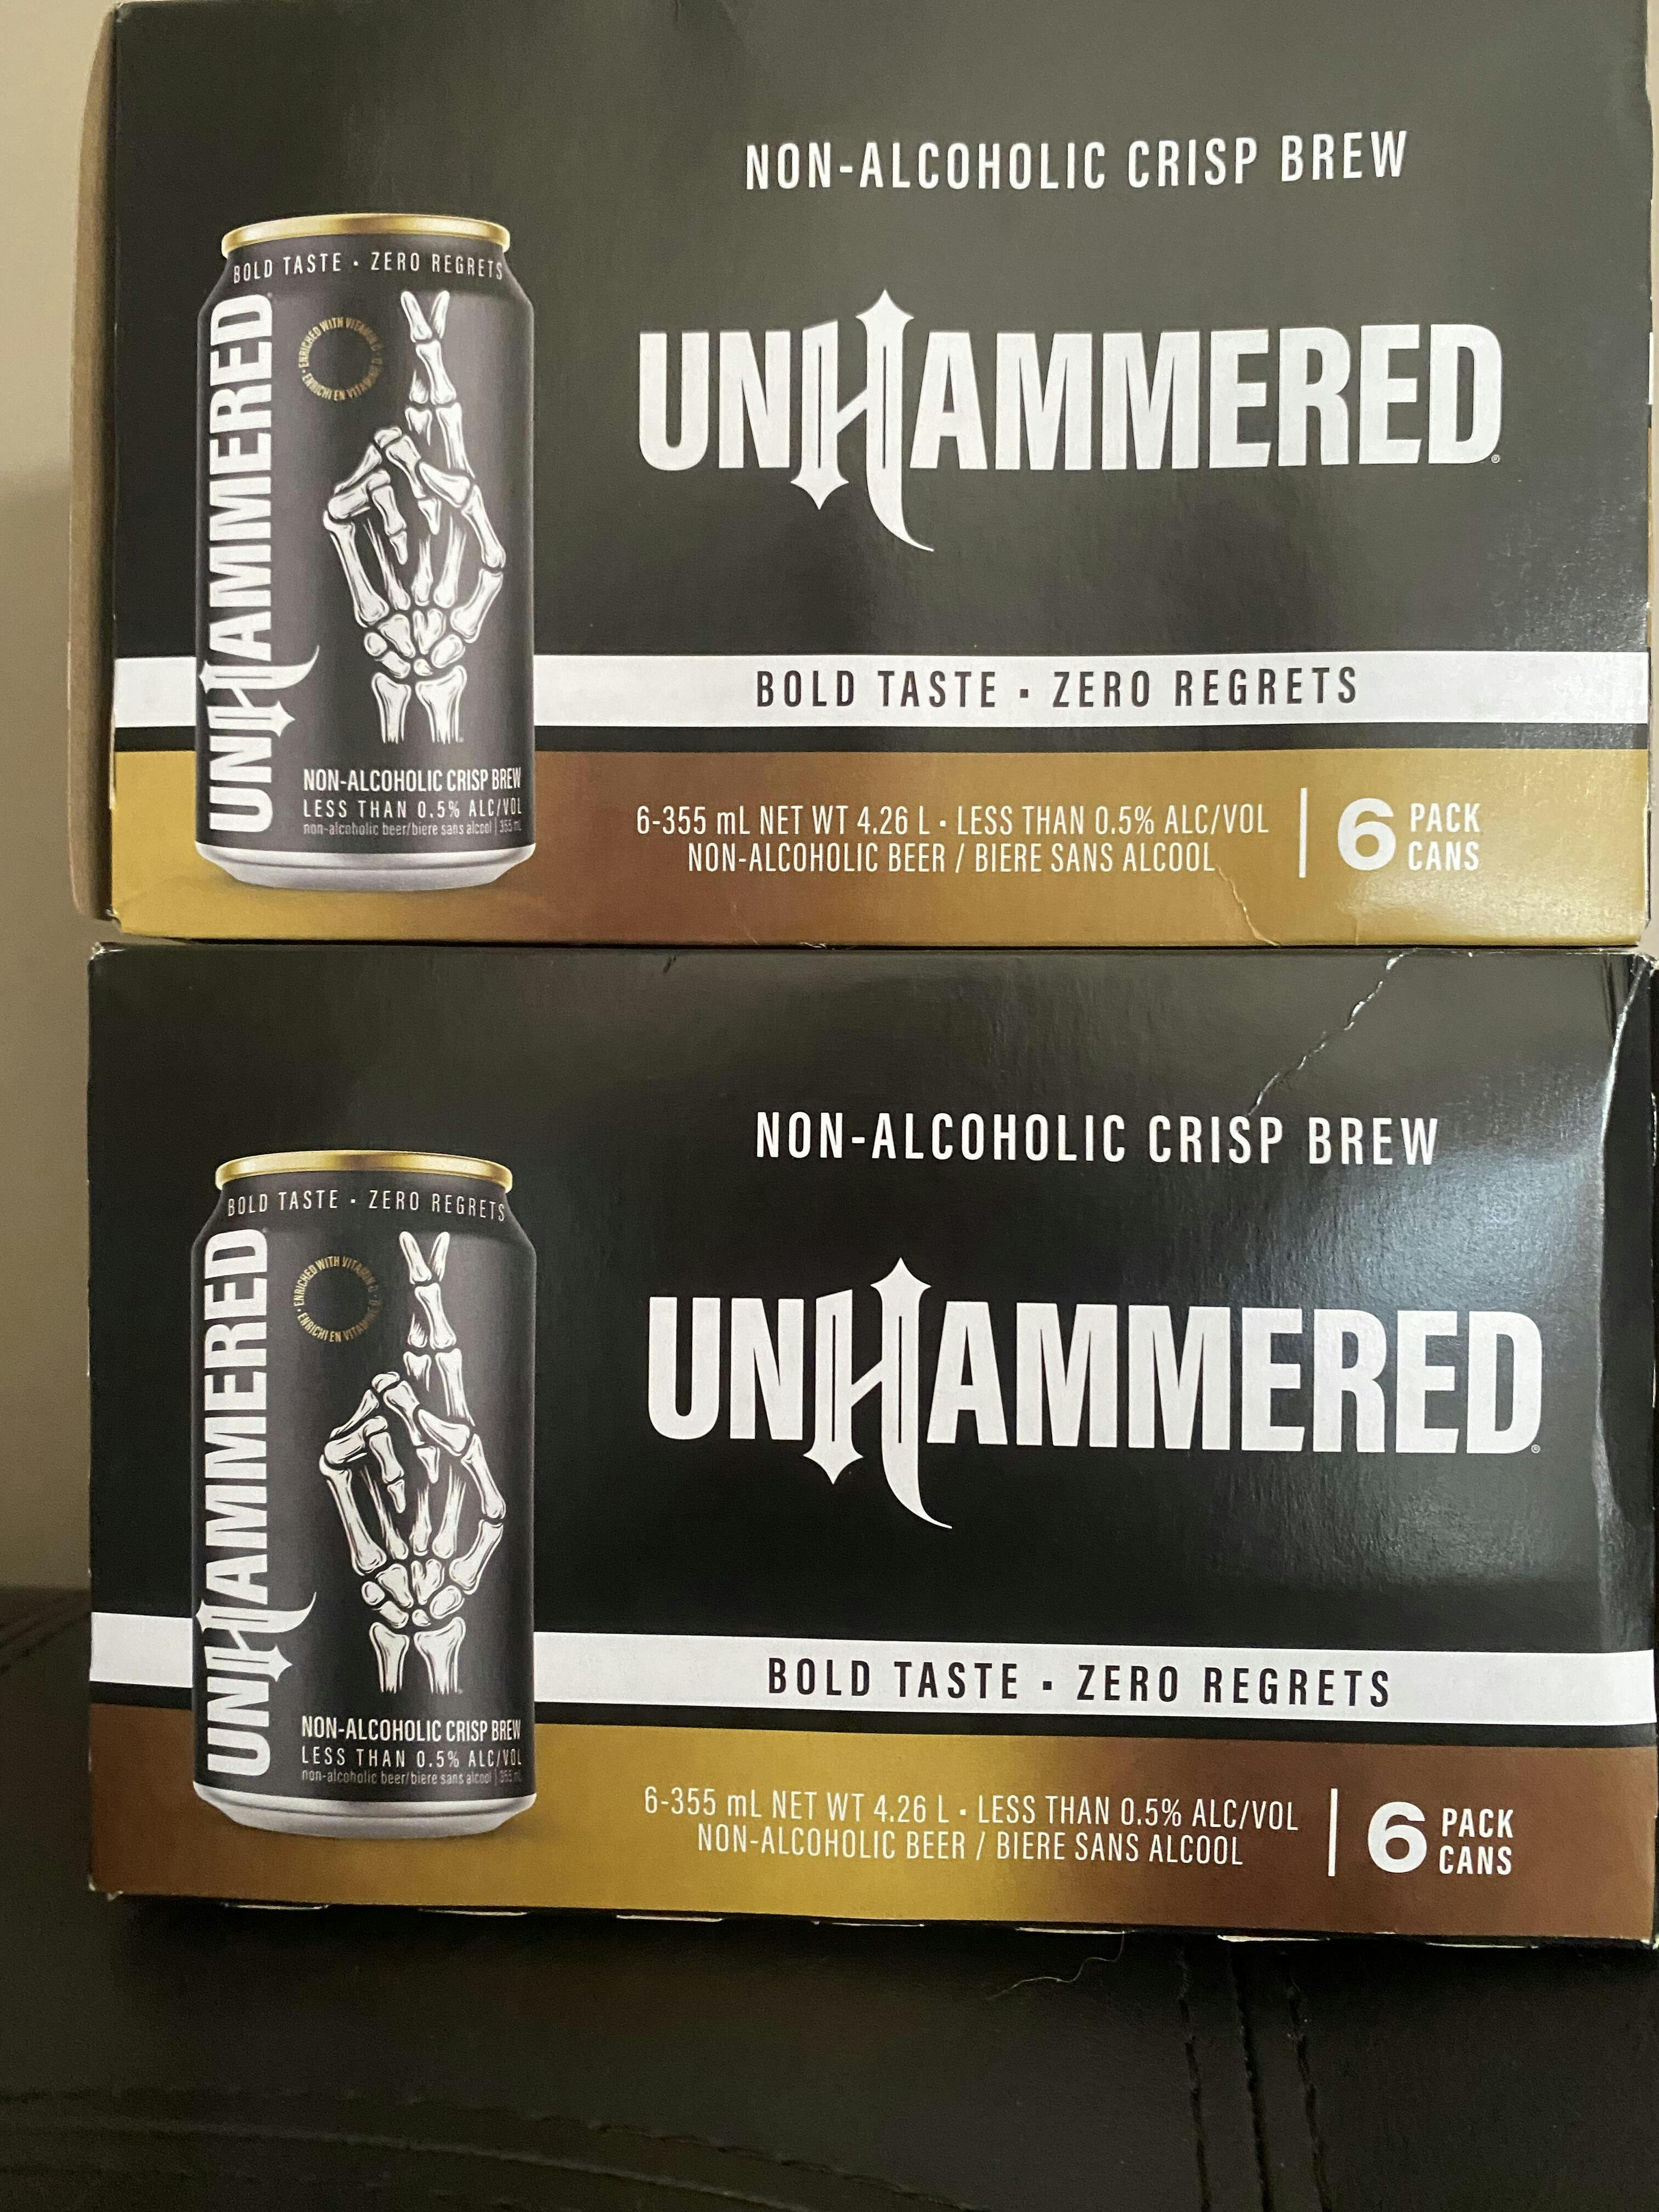 NON-ALCOHOLIC CRISP BREW
UNHAMMERED®
BOLD TASTE · ZERO REGRETS
6-355 mL NET WT 4.26 L · LESS THAN 0.5% ALC/VOL
NON-ALCOHOLIC BEER / BIERE SANS ALCOOL
6 PACK
CANS
BOLD TASTE · ZERO REGRETS
UNHAMMERED
ENRICHED WITH VITAMIN D · ENRICHI EN VITAMINE D ·
NON-ALCOHOLIC CRISP BREW
LESS THAN 0.5% ALC/VOL
non-alcoholic beer/biere sans alcool | 355 mL
NON-ALCOHOLIC CRISP BREW
UNHAMMERED®
BOLD TASTE · ZERO REGRETS
6-355 mL NET WT 4.26 L · LESS THAN 0.5% ALC/VOL
NON-ALCOHOLIC BEER / BIERE SANS ALCOOL
6 PACK
CANS
BOLD TASTE · ZERO REGRETS
UNHAMMERED
ENRICHED WITH VITAMIN D · ENRICHI EN VITAMINE D ·
NON-ALCOHOLIC CRISP BREW
LESS THAN 0.5% ALC/VOL
non-alcoholic beer/biere sans alcool | 355 mL